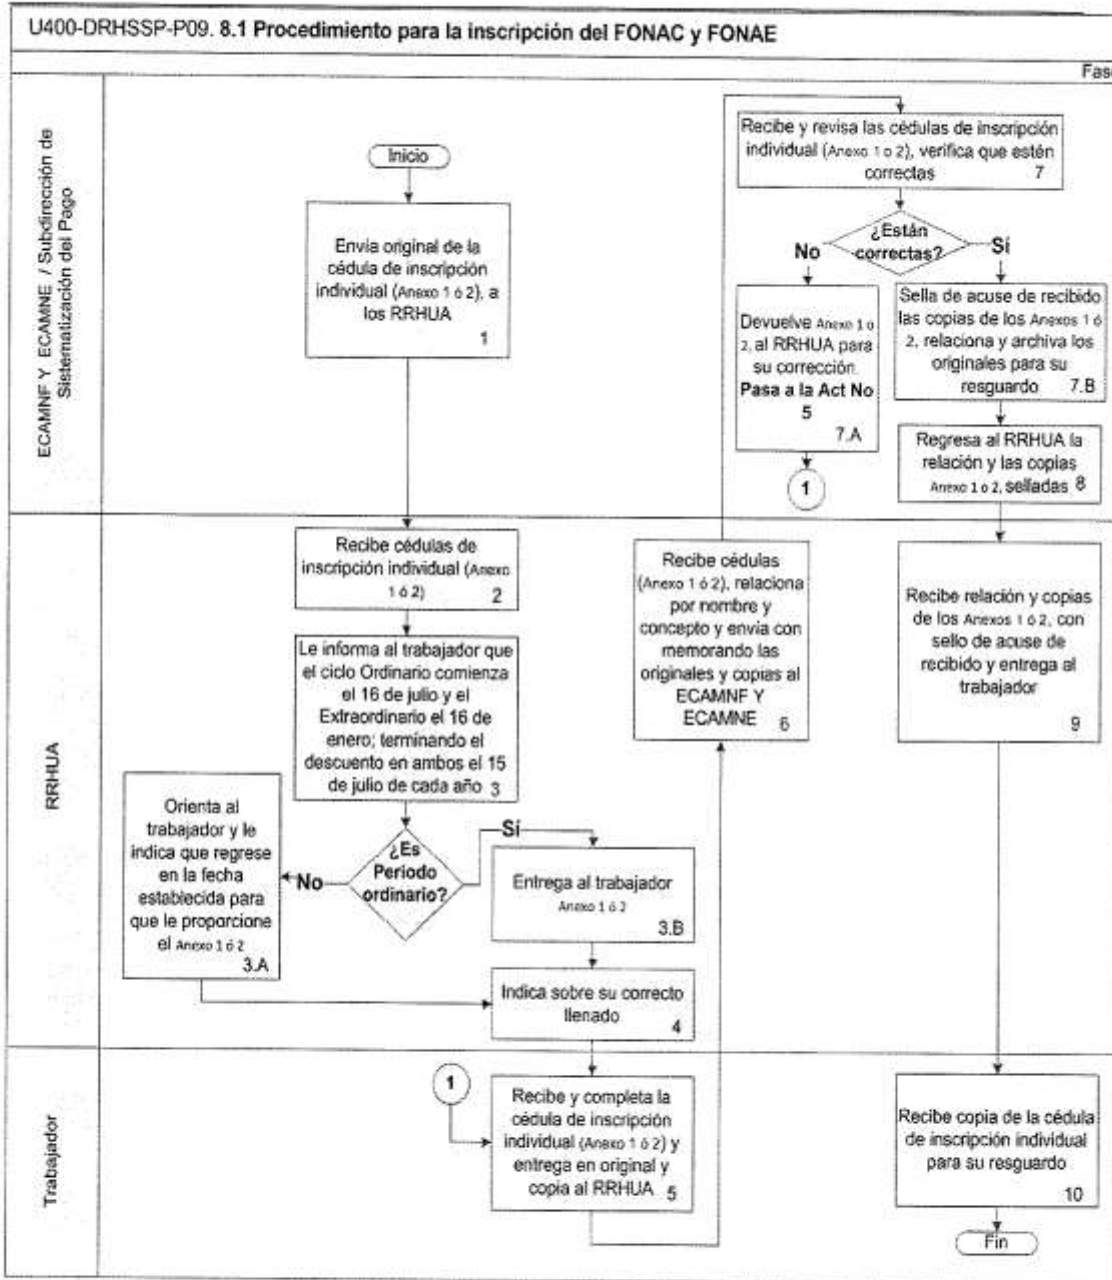 U400-DRHSSP-P09. 8.1 Procedimiento para la inscripción del FONAC y FONAE
Fase
ECAMNF Y ECAMNE / Subdirección de
Sistematización del Pago
Inicio
Envia original de la
cédula de inscripción
individual (Anexo 1 ó 2), a
los RRHUA
1
Recibe y revisa las cédulas de inscripción
individual (Anexo 1 o 2), verifica que estén
correctas
7
¿Están
correctas?
No
Sí
Devuelve Anexo 1 o
2, al RRHUA para
su corrección.
Pasa a la Act No
5
7.A
1
Sella de acuse de recibido
las copias de los Anexos 1 ó
2, relaciona y archiva los
originales para su
resguardo 7.B
Regresa al RRHUA la
relación y las copias
Anexo 1 o 2, selladas 8
RRHUA
Recibe cédulas de
inscripción individual (Anexo
1 ó 2)
2
Le informa al trabajador que
el ciclo Ordinario comienza
el 16 de julio y el
Extraordinario el 16 de
enero; terminando el
descuento en ambos el 15
de julio de cada año 3
¿Es
Periodo
ordinario?
No
Sí
Orienta al
trabajador y le
indica que regrese
en la fecha
establecida para
que le proporcione
el Anexo 1 ó 2
3.A
Entrega al trabajador
Anexo 1 ó 2
3.B
Indica sobre su correcto
llenado
4
Recibe cédulas
(Anexo 1 ó 2), relaciona
por nombre y
concepto y envia con
memorando las
originales y copias al
ECAMNF Y
ECAMNE
6
Recibe relación y copias
de los Anexos 1 ó 2, con
sello de acuse de
recibido y entrega al
trabajador
9
Trabajador
1
Recibe y completa la
cédula de inscripción
individual (Anexo 1 ó 2) y
entrega en original y
copia al RRHUA 5
Recibe copia de la cédula
de inscripción individual
para su resguardo
10
Fin